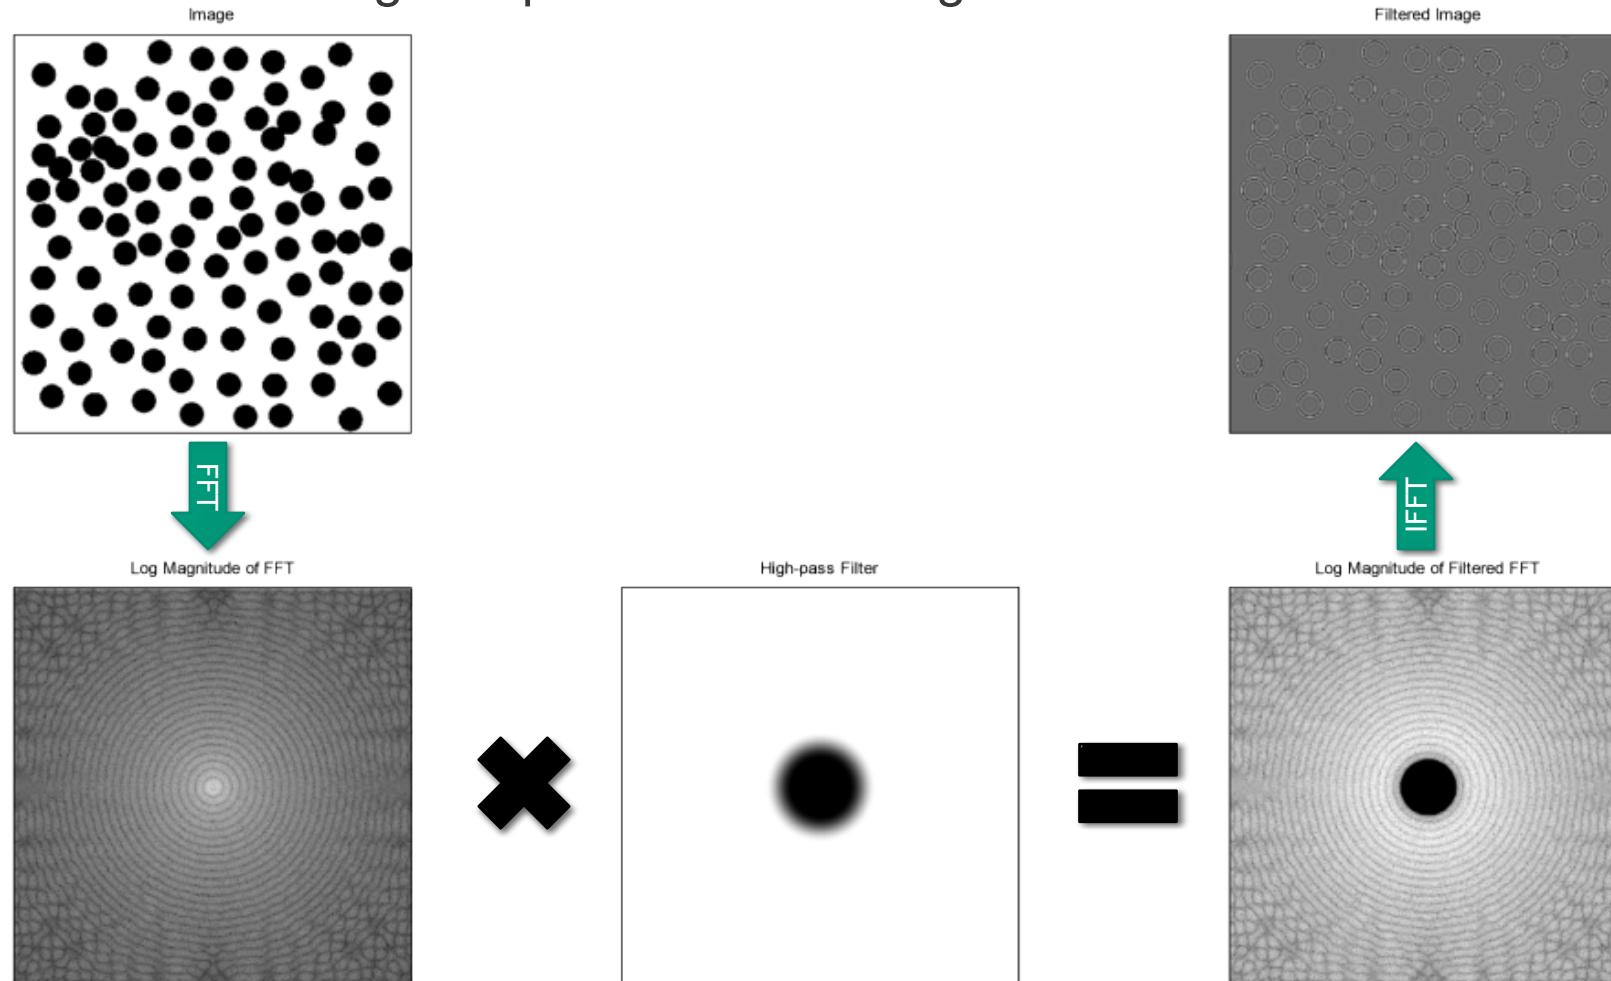 Image
Filtered Image
FFT
IFFT
Log Magnitude of FFT
High-pass Filter
Log Magnitude of Filtered FFT